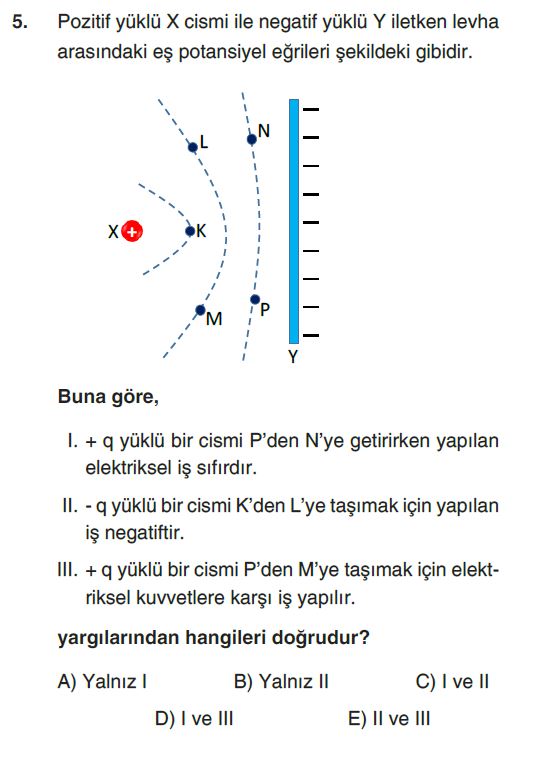 5. Pozitif yüklü X cismi ile negatif yüklü Y iletken levha
arasındaki eş potansiyel eğrileri şekildeki gibidir.
L
N
X +
K
M
P
Y
Buna göre,
I. + q yüklü bir cismi P'den N'ye getirirken yapılan
elektriksel iş sıfırdır.
II. - q yüklü bir cismi K'den L'ye taşımak için yapılan
iş negatiftir.
III. + q yüklü bir cismi P'den M'ye taşımak için elekt-
riksel kuvvetlere karşı iş yapılır.
yargılarından hangileri doğrudur?
A) Yalnız I B) Yalnız II C) I ve II
D) I ve III E) II ve III